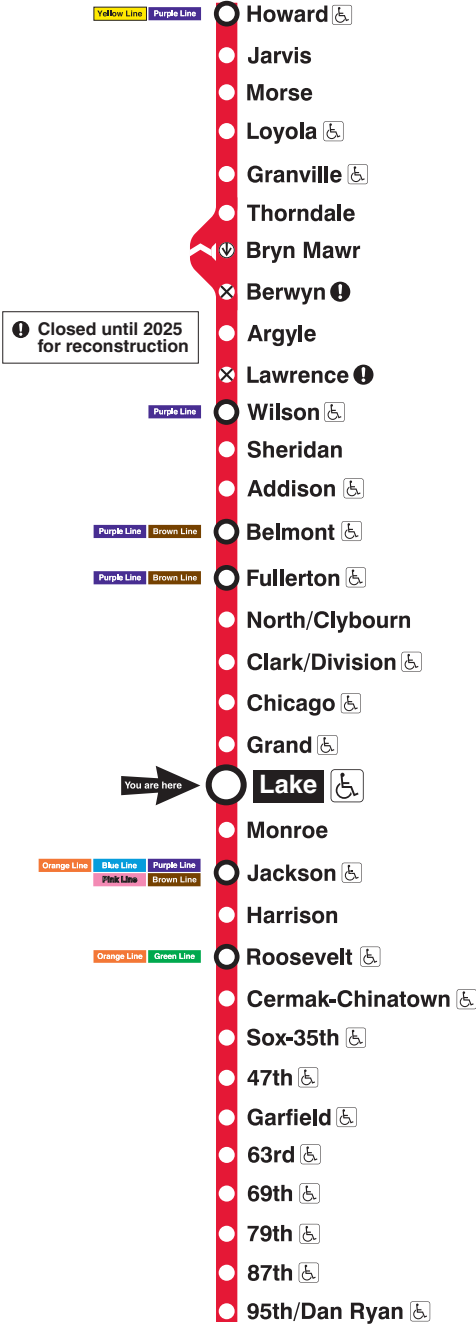 Yellow Line Purple Line Howard
Jarvis
Morse
Loyola
Granville
Thorndale
Bryn Mawr
Berwyn !
! Closed until 2025
for reconstruction
Argyle
Lawrence !
Purple Line Wilson
Sheridan
Addison
Purple Line Brown Line Belmont
Purple Line Brown Line Fullerton
North/Clybourn
Clark/Division
Chicago
Grand
You are here Lake
Monroe
Orange Line Blue Line Purple Line
Pink Line Brown Line
Jackson
Harrison
Orange Line Green Line Roosevelt
Cermak-Chinatown
Sox-35th
47th
Garfield
63rd
69th
79th
87th
95th/Dan Ryan